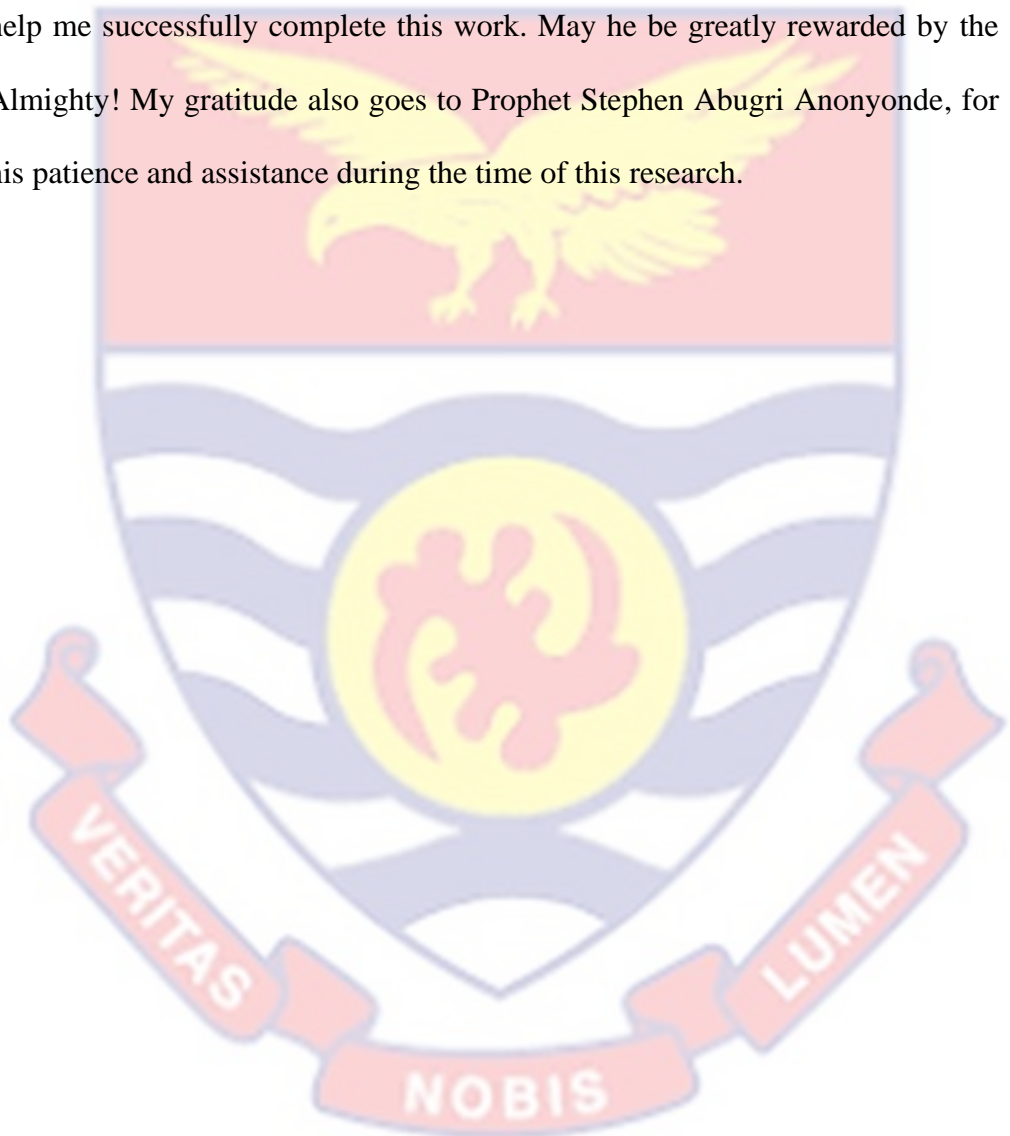 help me successfully complete this work. May he be greatly rewarded by the
Almighty! My gratitude also goes to Prophet Stephen Abugri Anonyonde, for
his patience and assistance during the time of this research.
VERITAS
NOBIS
LUMEN